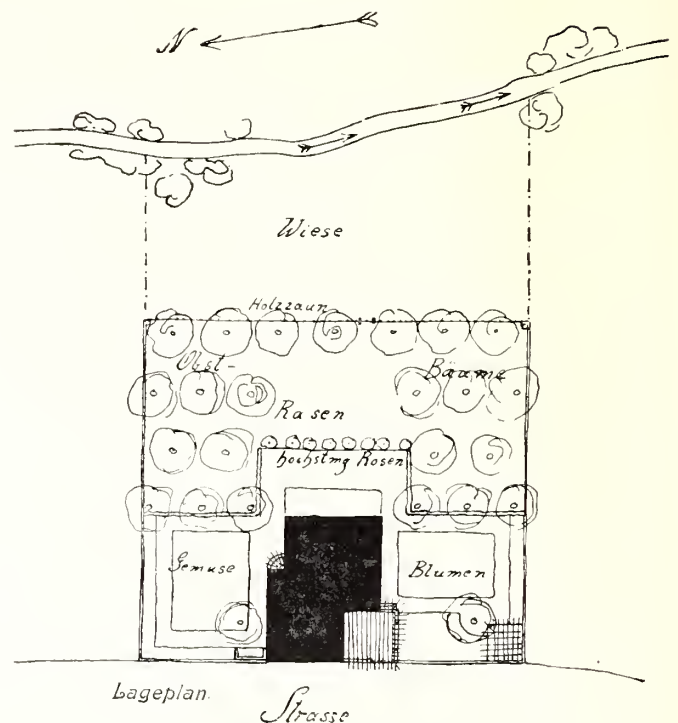 N
Wiese
Holzzaun
Obst-
Bäume
Rasen
hochstmg Rosen
Gemuse
Blumen
Lageplan.
Strasse